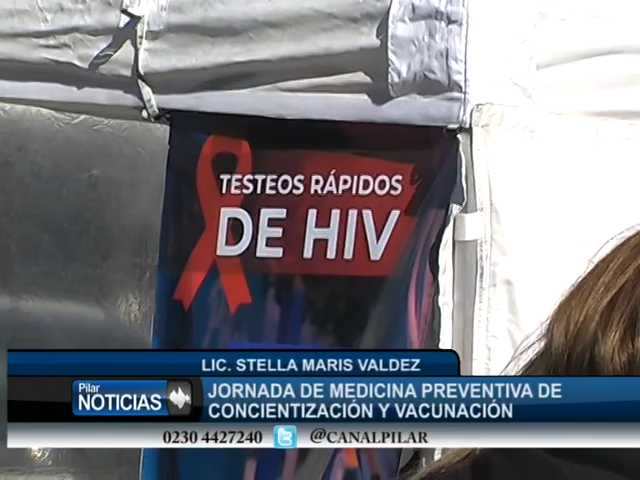 TESTEOS RÁPIDOS
DE HIV
LIC. STELLA MARIS VALDEZ
Pilar
NOTICIAS
JORNADA DE MEDICINA PREVENTIVA DE
CONCIENTIZACIÓN Y VACUNACIÓN
0230 4427240 @CANALPILAR